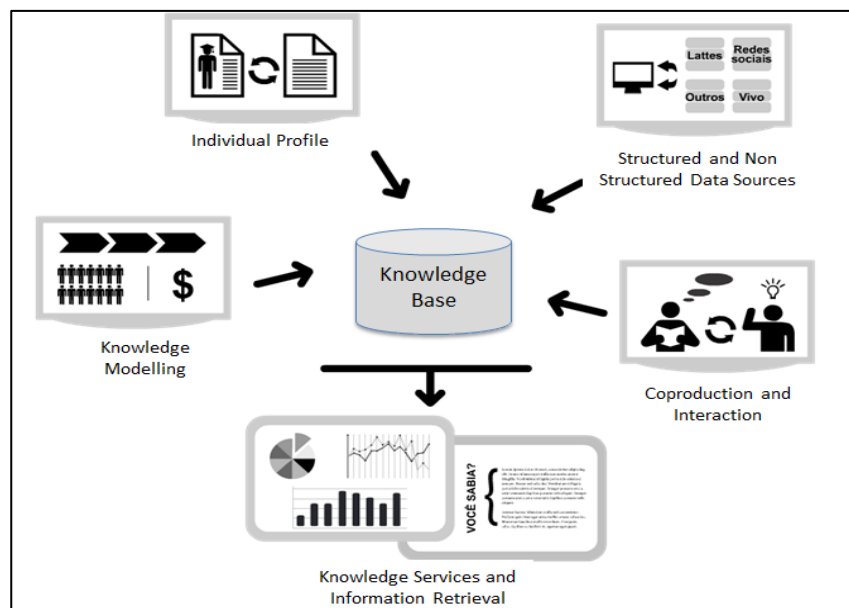 Individual Profile
Lattes
Redes
sociais
Outros
Vivo
Structured and Non
Structured Data Sources
Knowledge
Base
$
Knowledge
Modelling
Coproduction and
Interaction
VOCÊ SABIA?
Knowledge Services and
Information Retrieval